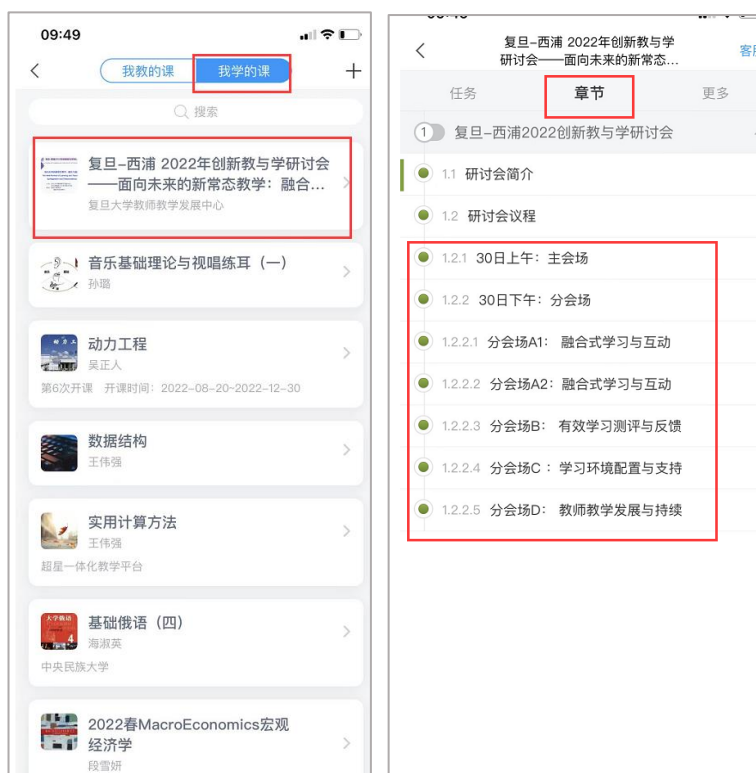 09:49
我教的课 我学的课
搜索
复旦-西浦 2022年创新教与学研讨会
——面向未来的新常态教学：融合...
复旦大学教师教学发展中心
音乐基础理论与视唱练耳（一）
孙璐
动力工程
吴正人
第6次开课 开课时间：2022-08-20~2022-12-30
数据结构
王伟强
实用计算方法
王伟强
超星一体化教学平台
基础俄语（四）
海淑英
中央民族大学
2022春MacroEconomics宏观
经济学
段雪妍
复旦-西浦 2022年创新教与学
研讨会——面向未来的新常态...
任务 章节 更多
1 复旦-西浦2022创新教与学研讨会
1.1 研讨会简介
1.2 研讨会议程
1.2.1 30日上午：主会场
1.2.2 30日下午：分会场
1.2.2.1 分会场A1： 融合式学习与互动
1.2.2.2 分会场A2：融合式学习与互动
1.2.2.3 分会场B： 有效学习测评与反馈
1.2.2.4 分会场C ：学习环境配置与支持
1.2.2.5 分会场D： 教师教学发展与持续